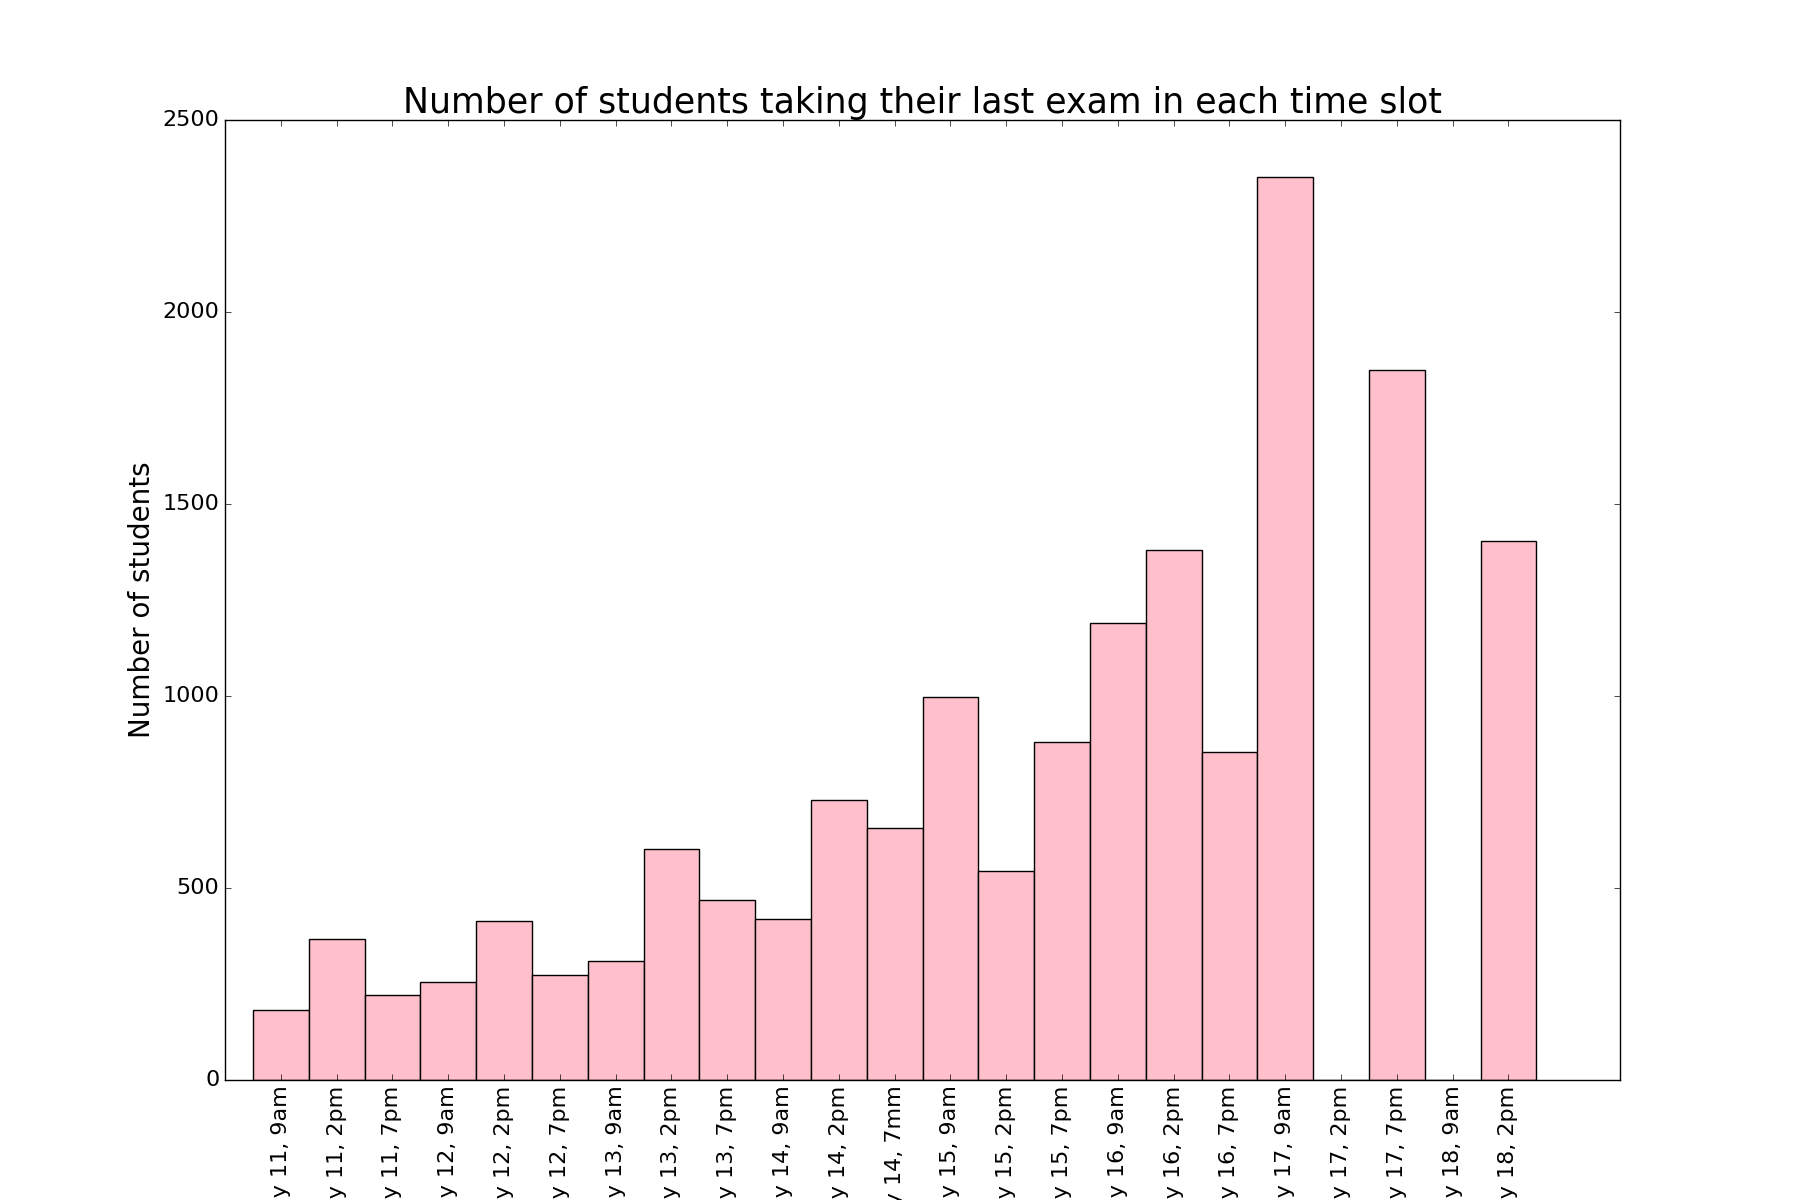 Number of students taking their last exam in each time slot
Number of students
2500
2000
1500
1000
500
0
y 11, 9am
y 11, 2pm
y 11, 7pm
y 12, 9am
y 12, 2pm
y 12, 7pm
y 13, 9am
y 13, 2pm
y 13, 7pm
y 14, 9am
y 14, 2pm
y 14, 7mm
y 15, 9am
y 15, 2pm
y 15, 7pm
y 16, 9am
y 16, 2pm
y 16, 7pm
y 17, 9am
y 17, 2pm
y 17, 7pm
y 18, 9am
y 18, 2pm